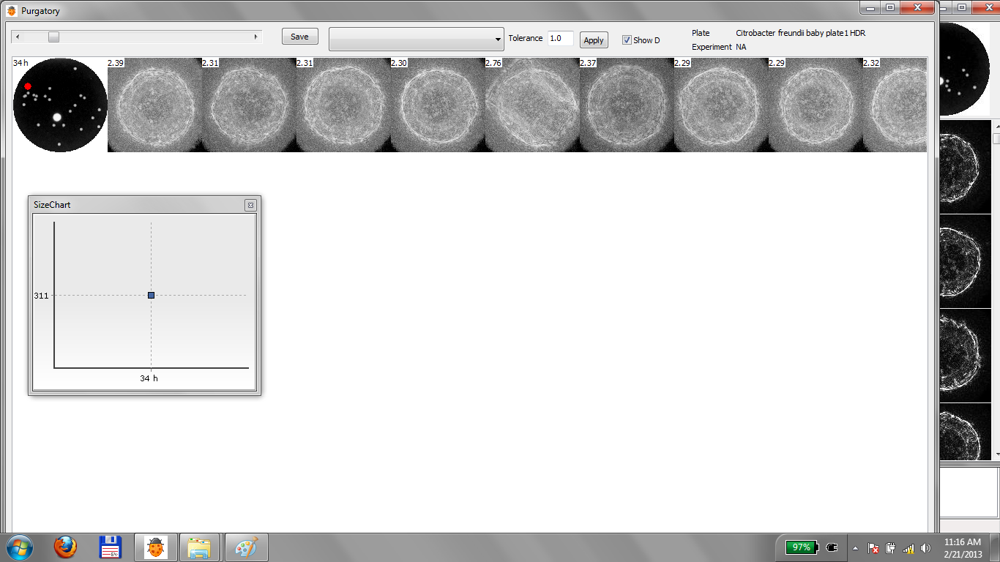 Purgatory
Save
Tolerance 1.0 Apply Show D
Plate Citrobacter freundii baby plate1 HDR
Experiment NA
34 h 2.39 2.31 2.31 2.30 2.76 2.37 2.29 2.29 2.32
SizeChart
311
34 h
64
97%
11:16 AM
2/21/2013